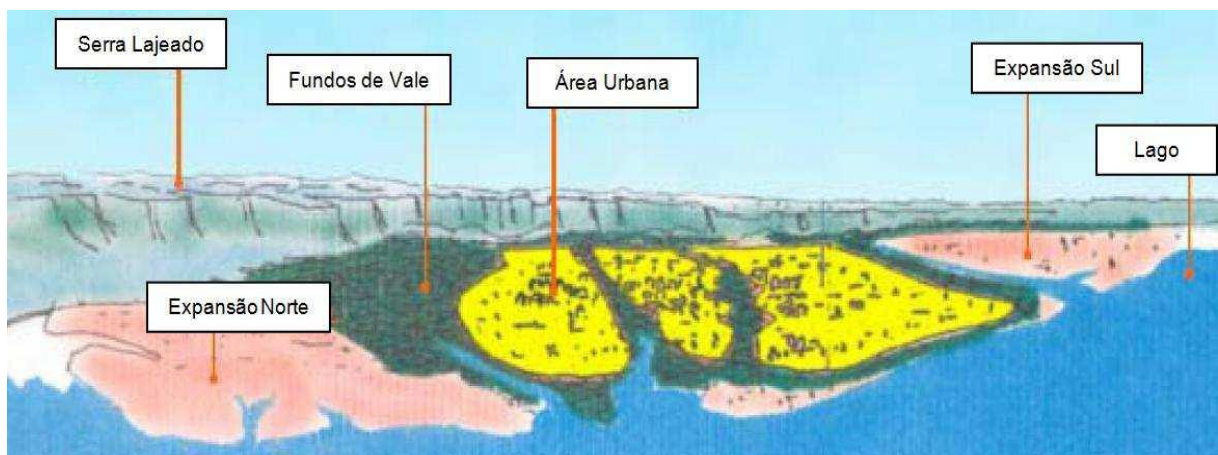 Serra Lajeado
Fundos de Vale
Área Urbana
Expansão Sul
Lago
Expansão Norte